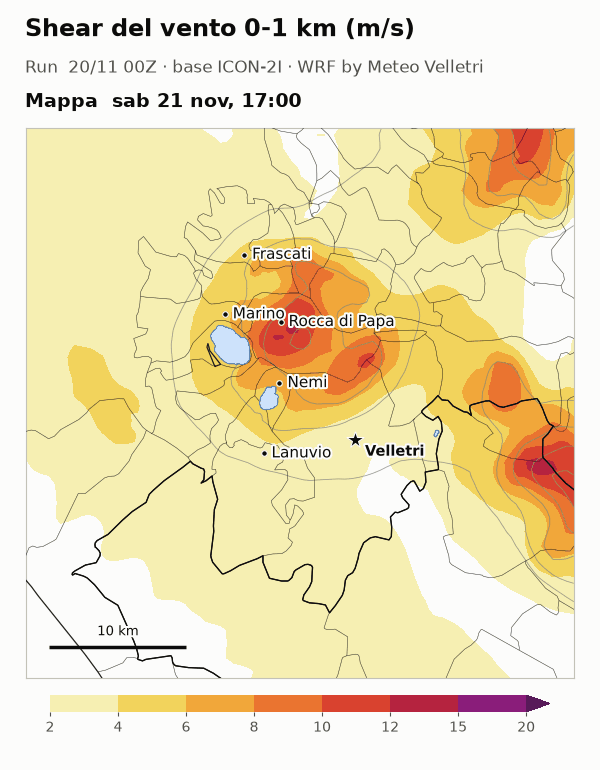 Shear del vento 0-1 km (m/s)
Run  20/11 00Z · base ICON-2I · WRF by Meteo Velletri
Mappa  sab 21 nov, 17:00
Frascati
Marino
Rocca di Papa
Nemi
Velletri
Lanuvio
10 km
2 4 6 8 10 12 15 20